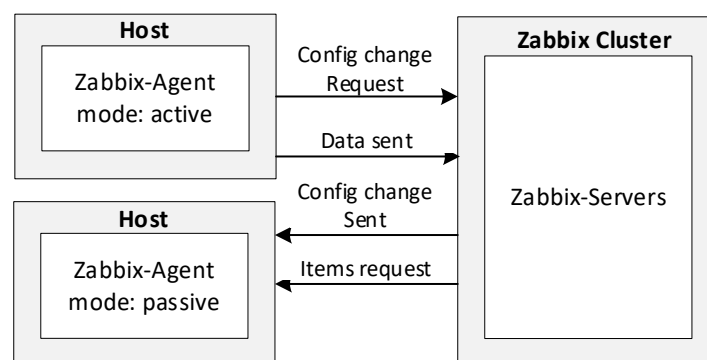 Host
Zabbix-Agent
mode: active
Config change
Request
Data sent
Config change
Sent
Items request
Host
Zabbix-Agent
mode: passive
Zabbix Cluster
Zabbix-Servers